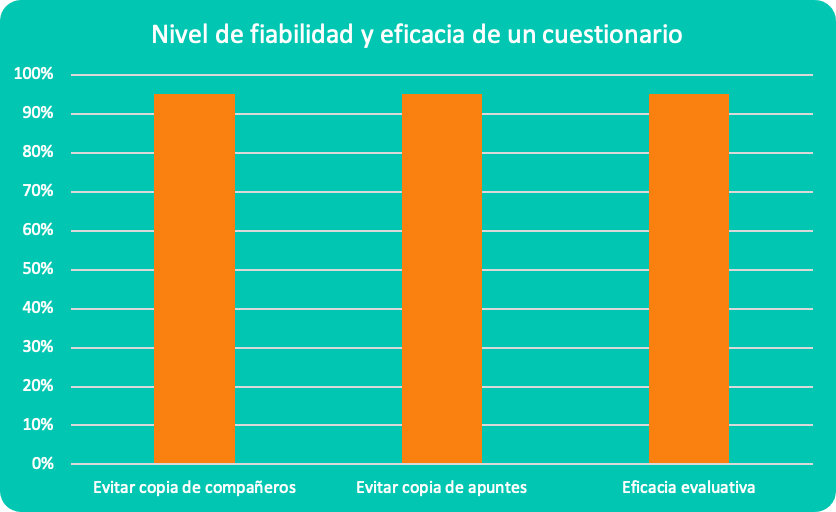 Nivel de fiabilidad y eficacia de un cuestionario
100%
90%
80%
70%
60%
50%
40%
30%
20%
10%
0%
Evitar copia de compañeros
Evitar copia de apuntes
Eficacia evaluativa